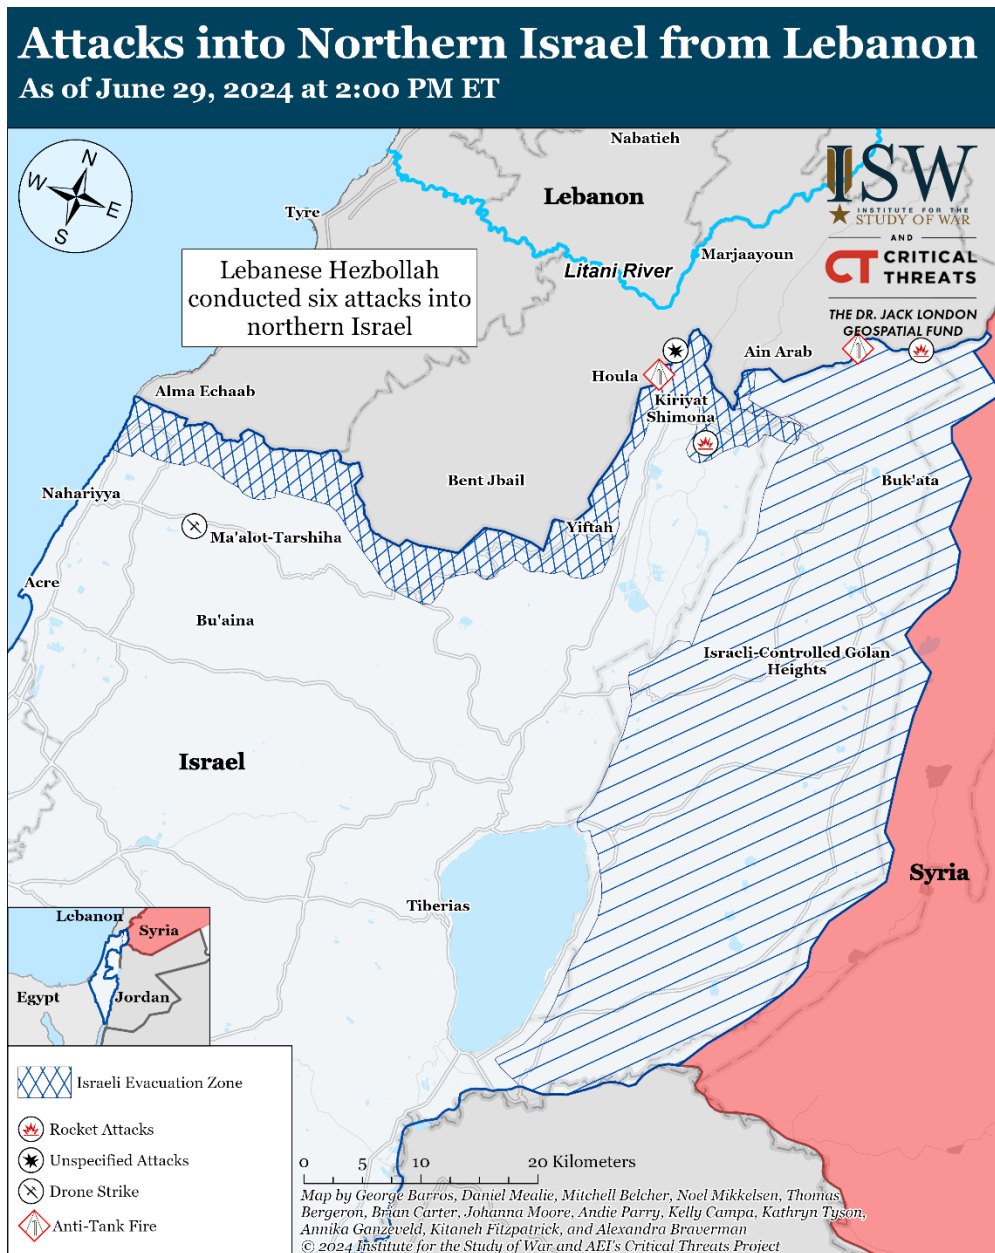 Attacks into Northern Israel from Lebanon
As of June 29, 2024 at 2:00 PM ET
N
W
E
S
Nabatieh
Lebanon
ISW
INSTITUTE FOR THE
STUDY OF WAR
AND
CT CRITICAL
THREATS
THE DR. JACK LONDON
GEOSPATIAL FUND
Tyre
Marjaayoun
Litani River
Lebanese Hezbollah
conducted six attacks into
northern Israel
Ain Arab
Houla
Alma Echaab
Kiriyat
Shimona
Bent Jbail
Buk'ata
Nahariyya
Yiftah
Ma'alot-Tarshiha
Acre
Bu'aina
Israeli-Controlled Golan
Heights
Israel
Syria
Tiberias
Lebanon
Syria
Egypt
Jordan
Israeli Evacuation Zone
Rocket Attacks
Unspecified Attacks
Drone Strike
Anti-Tank Fire
0 5 10 20 Kilometers
Map by George Barros, Daniel Mealie, Mitchell Belcher, Noel Mikkelsen, Thomas
Bergeron, Brian Carter, Johanna Moore, Andie Parry, Kelly Campa, Kathryn Tyson,
Annika Ganzeveld, Kitaneh Fitzpatrick, and Alexandra Braverman
© 2024 Institute for the Study of War and AEI's Critical Threats Project